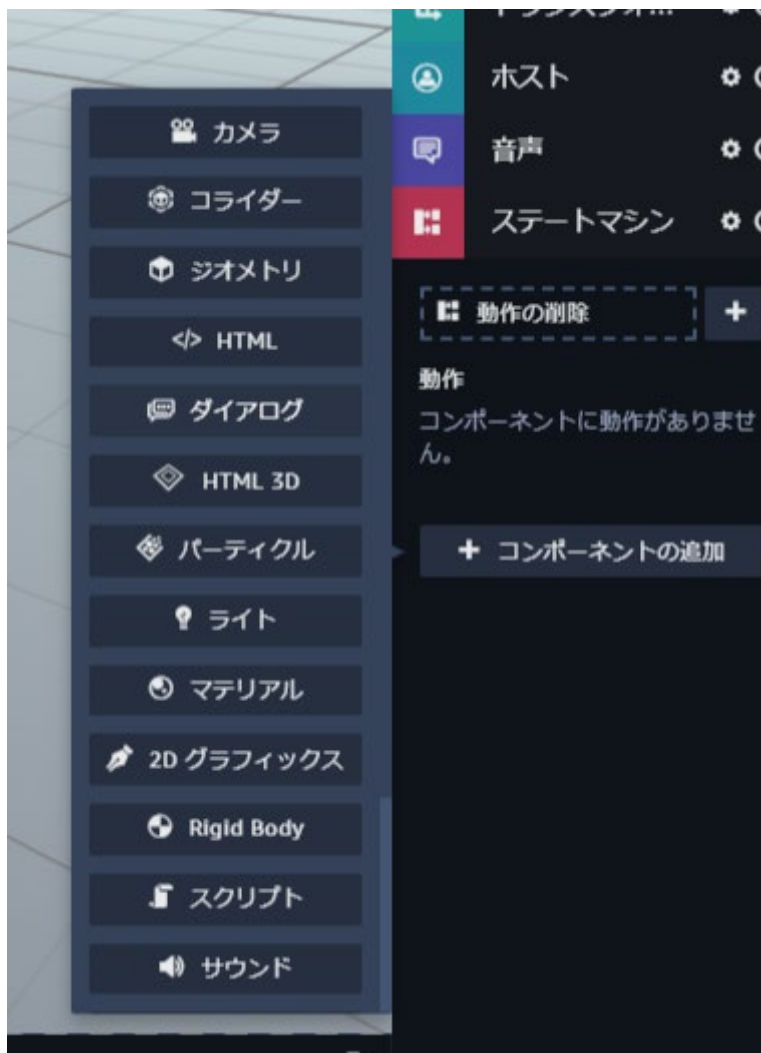 カメラ
コライダー
ジオメトリ
</> HTML
ダイアログ
HTML 3D
パーティクル
ライト
マテリアル
2D グラフィックス
Rigid Body
スクリプト
サウンド
ホスト
音声
ステートマシン
動作の削除
+
動作
コンポーネントに動作がありませ
ん。
+ コンポーネントの追加